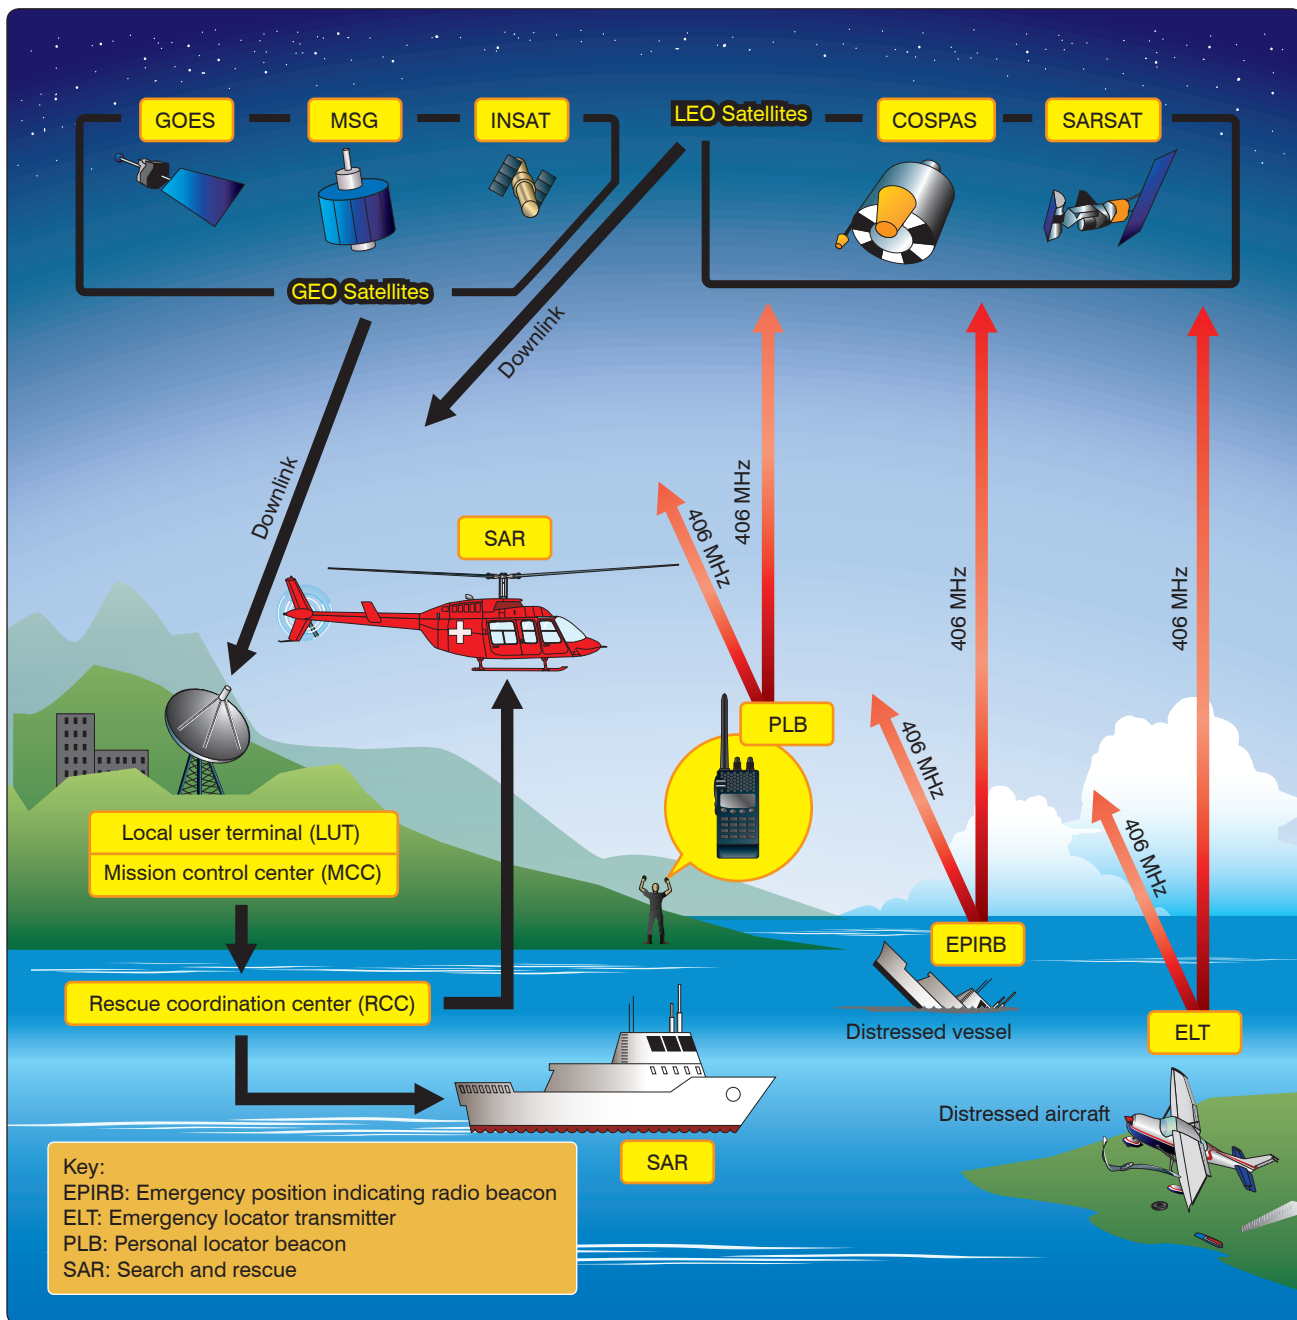 GOES
MSG
INSAT
LEO Satellites
COSPAS
SARSAT
GEO Satellites
Downlink
Downlink
SAR
406 MHz
406 MHz
406 MHz
406 MHz
406 MHz
406 MHz
PLB
Local user terminal (LUT)
Mission control center (MCC)
EPIRB
Rescue coordination center (RCC)
Distressed vessel
ELT
Distressed aircraft
SAR
Key:
EPIRB: Emergency position indicating radio beacon
ELT: Emergency locator transmitter
PLB: Personal locator beacon
SAR: Search and rescue